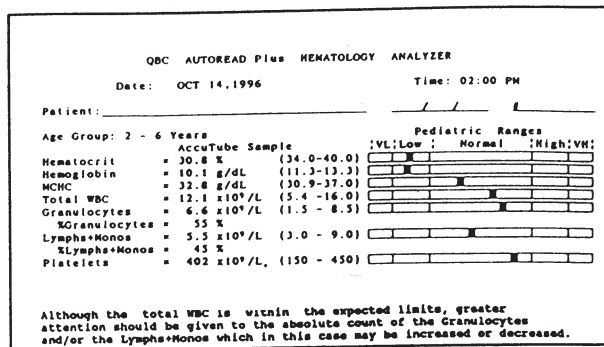 QBC AUTOREAD Plus HEMATOLOGY ANALYZER
Date: OCT 14,1996 Time: 02:00 PM
Patient:
Pediatric Ranges
Age Group: 2 - 6 Years
AccuTube Sample VL Low Normal High VH
Hematocrit = 30.8 % (34.0-40.0)
Hemoglobin = 10.1 g/dL (11.3-13.3)
MCHC = 32.8 g/dL (30.9-37.0)
Total WBC = 12.1 x10⁹/L (5.4 -16.0)
Granulocytes = 6.6 x10⁹/L (1.5 - 8.5)
%Granulocytes = 55 %
Lymphs+Monos = 5.5 x10⁹/L (3.0 - 9.0)
%Lymphs+Monos = 45 %
Platelets = 402 x10⁹/L, (150 - 450)
Although the total WBC is within the expected limits, greater
attention should be given to the absolute count of the Granulocytes
and/or the Lymphs+Monos which in this case may be increased or decreased.